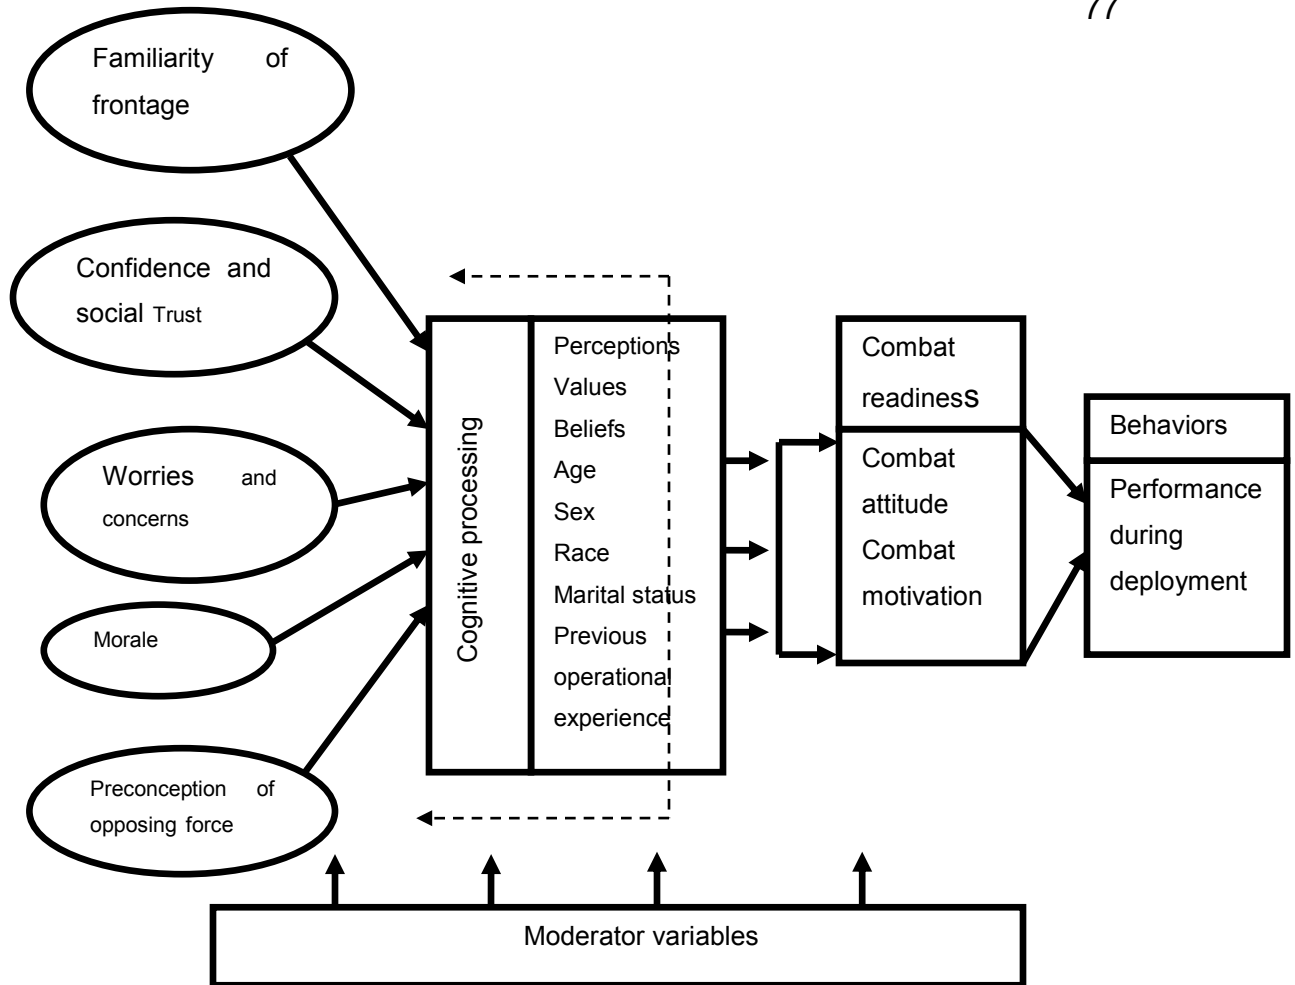 77
Familiarity of
frontage
Confidence and
social Trust
Worries and
concerns
Morale
Preconception of
opposing force
Cognitive processing
Perceptions
Values
Beliefs
Age
Sex
Race
Marital status
Previous
operational
experience
Combat
readiness
Combat
attitude
Combat
motivation
Behaviors
Performance
during
deployment
Moderator variables